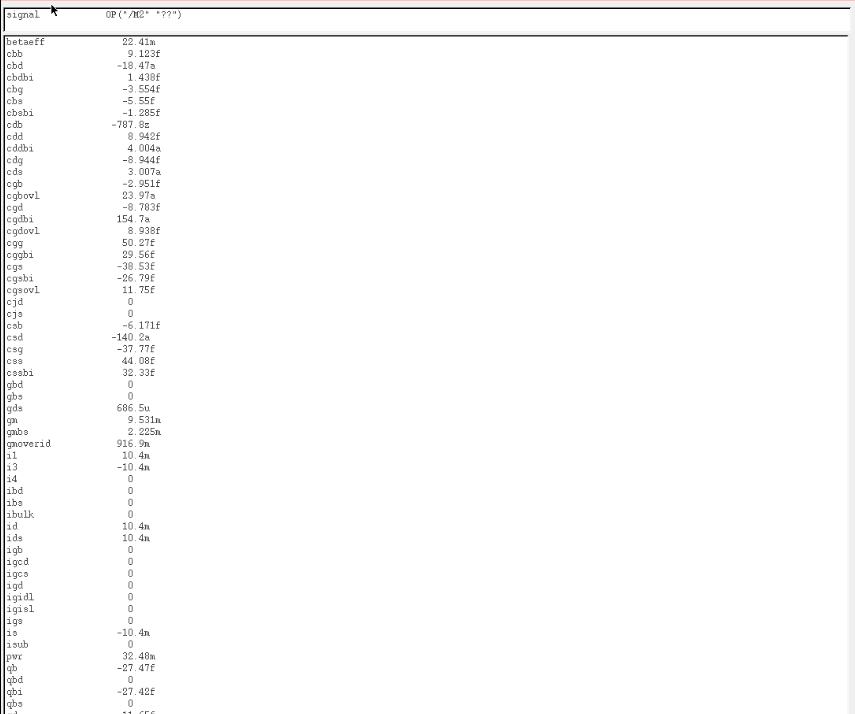 signal OP("/M2" "??")
betaeff 22.41m
cbb 9.123f
cbd -18.47a
cbdbi 1.438f
cbg -3.554f
cbs -5.55f
cbsbi -1.285f
cdb -787.8z
cdd 8.942f
cddbi 4.004a
cdg -8.944f
cds 3.007a
cgb -2.951f
cgbovl 23.97a
cgd -8.783f
cgdbi 154.7a
cgdovl 8.938f
cgg 50.27f
cggbi 29.56f
cgs -38.53f
cgsbi -26.79f
cgsovl 11.75f
cjd 0
cjs 0
csb -6.171f
csd -140.2a
csg -37.77f
css 44.08f
cssbi 32.33f
gbd 0
gbs 0
gds 686.5u
gm 9.531m
gmbs 2.225m
gmoverid 916.9m
i1 10.4m
i3 -10.4m
i4 0
ibd 0
ibs 0
ibulk 0
id 10.4m
ids 10.4m
igb 0
igcd 0
igcs 0
igd 0
igidl 0
igisl 0
igs 0
is -10.4m
isub 0
pwr 32.48m
qb -27.47f
qbd 0
qbi -27.42f
qbs 0